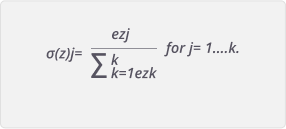 ezj
σ(z)j= ∑ k k=1ezk for j= 1....k.